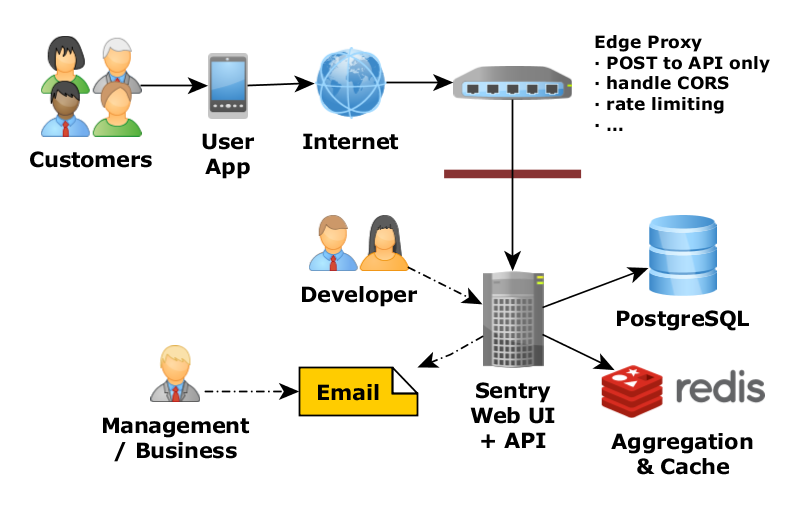 Edge Proxy
· POST to API only
· handle CORS
· rate limiting
· ...
Customers
User
App
Internet
Developer
PostgreSQL
Email
Management
/ Business
Sentry
Web UI
+ API
redis
Aggregation
& Cache